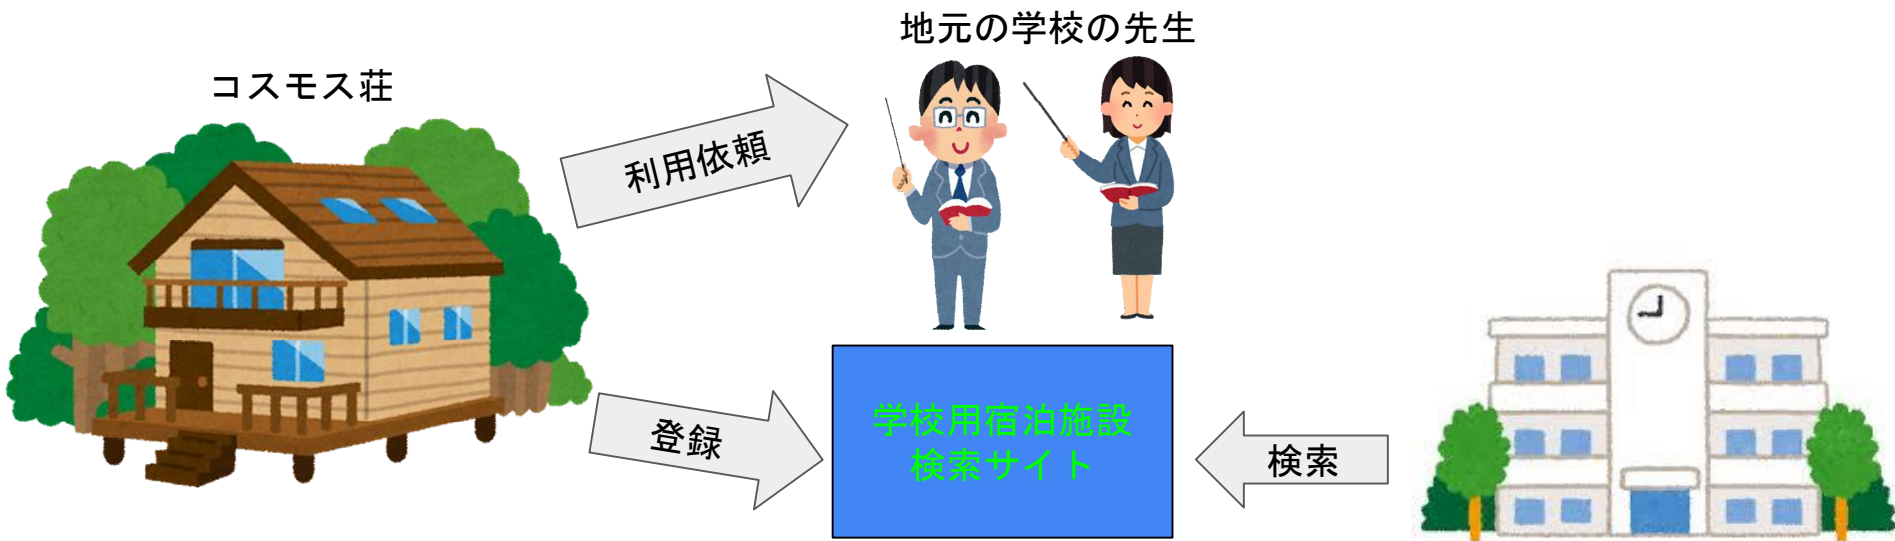 地元の学校の先生
コスモス荘
利用依頼
登録
学校用宿泊施設
検索サイト
検索